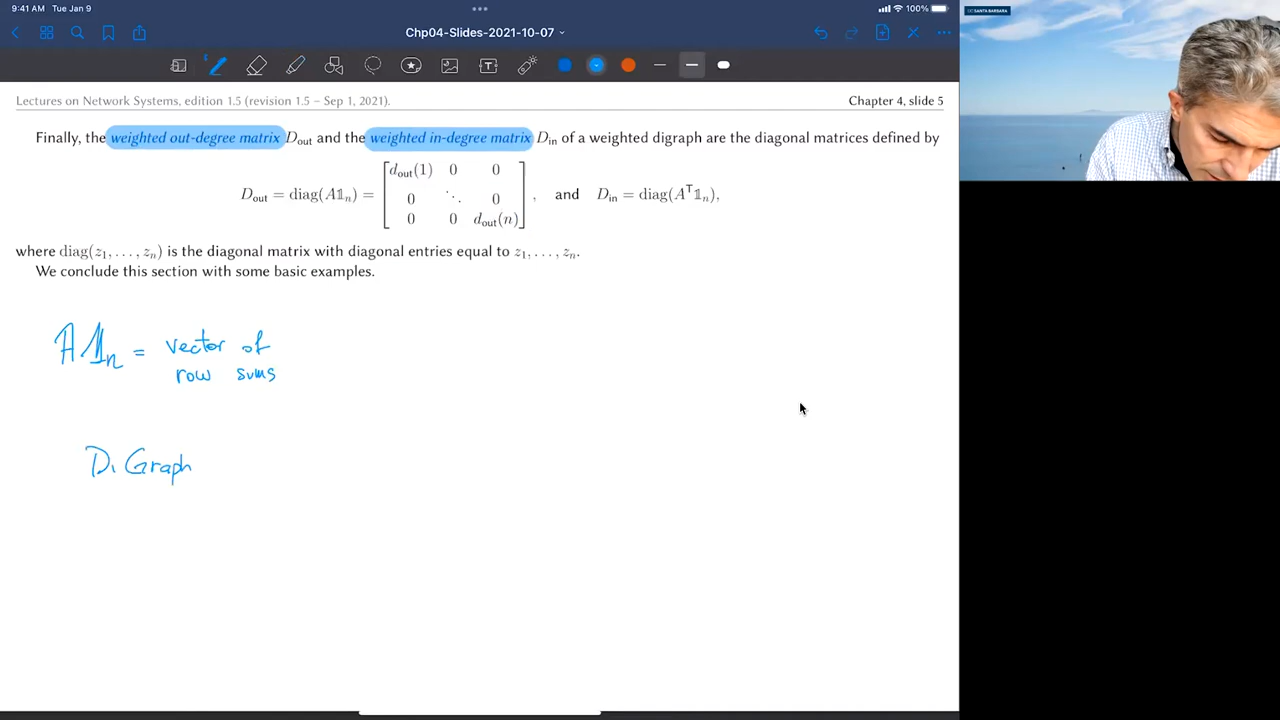 9:41 AM Tue Jan 9
100%
Chp04-Slides-2021-10-07
UC SANTA BARBARA
Lectures on Network Systems, edition 1.5 (revision 1.5 – Sep 1, 2021).
Chapter 4, slide 5
Finally, the weighted out-degree matrix D_out and the weighted in-degree matrix D_in of a weighted digraph are the diagonal matrices defined by
D_out = diag(A𝟙_n) = [d_out(1) 0 0
0 ⋱ 0
0 0 d_out(n)], and D_in = diag(A^T𝟙_n),
where diag(z_1, . . . , z_n) is the diagonal matrix with diagonal entries equal to z_1, . . . , z_n.
We conclude this section with some basic examples.
A𝟙_n = vector of
row sums
Di Graph